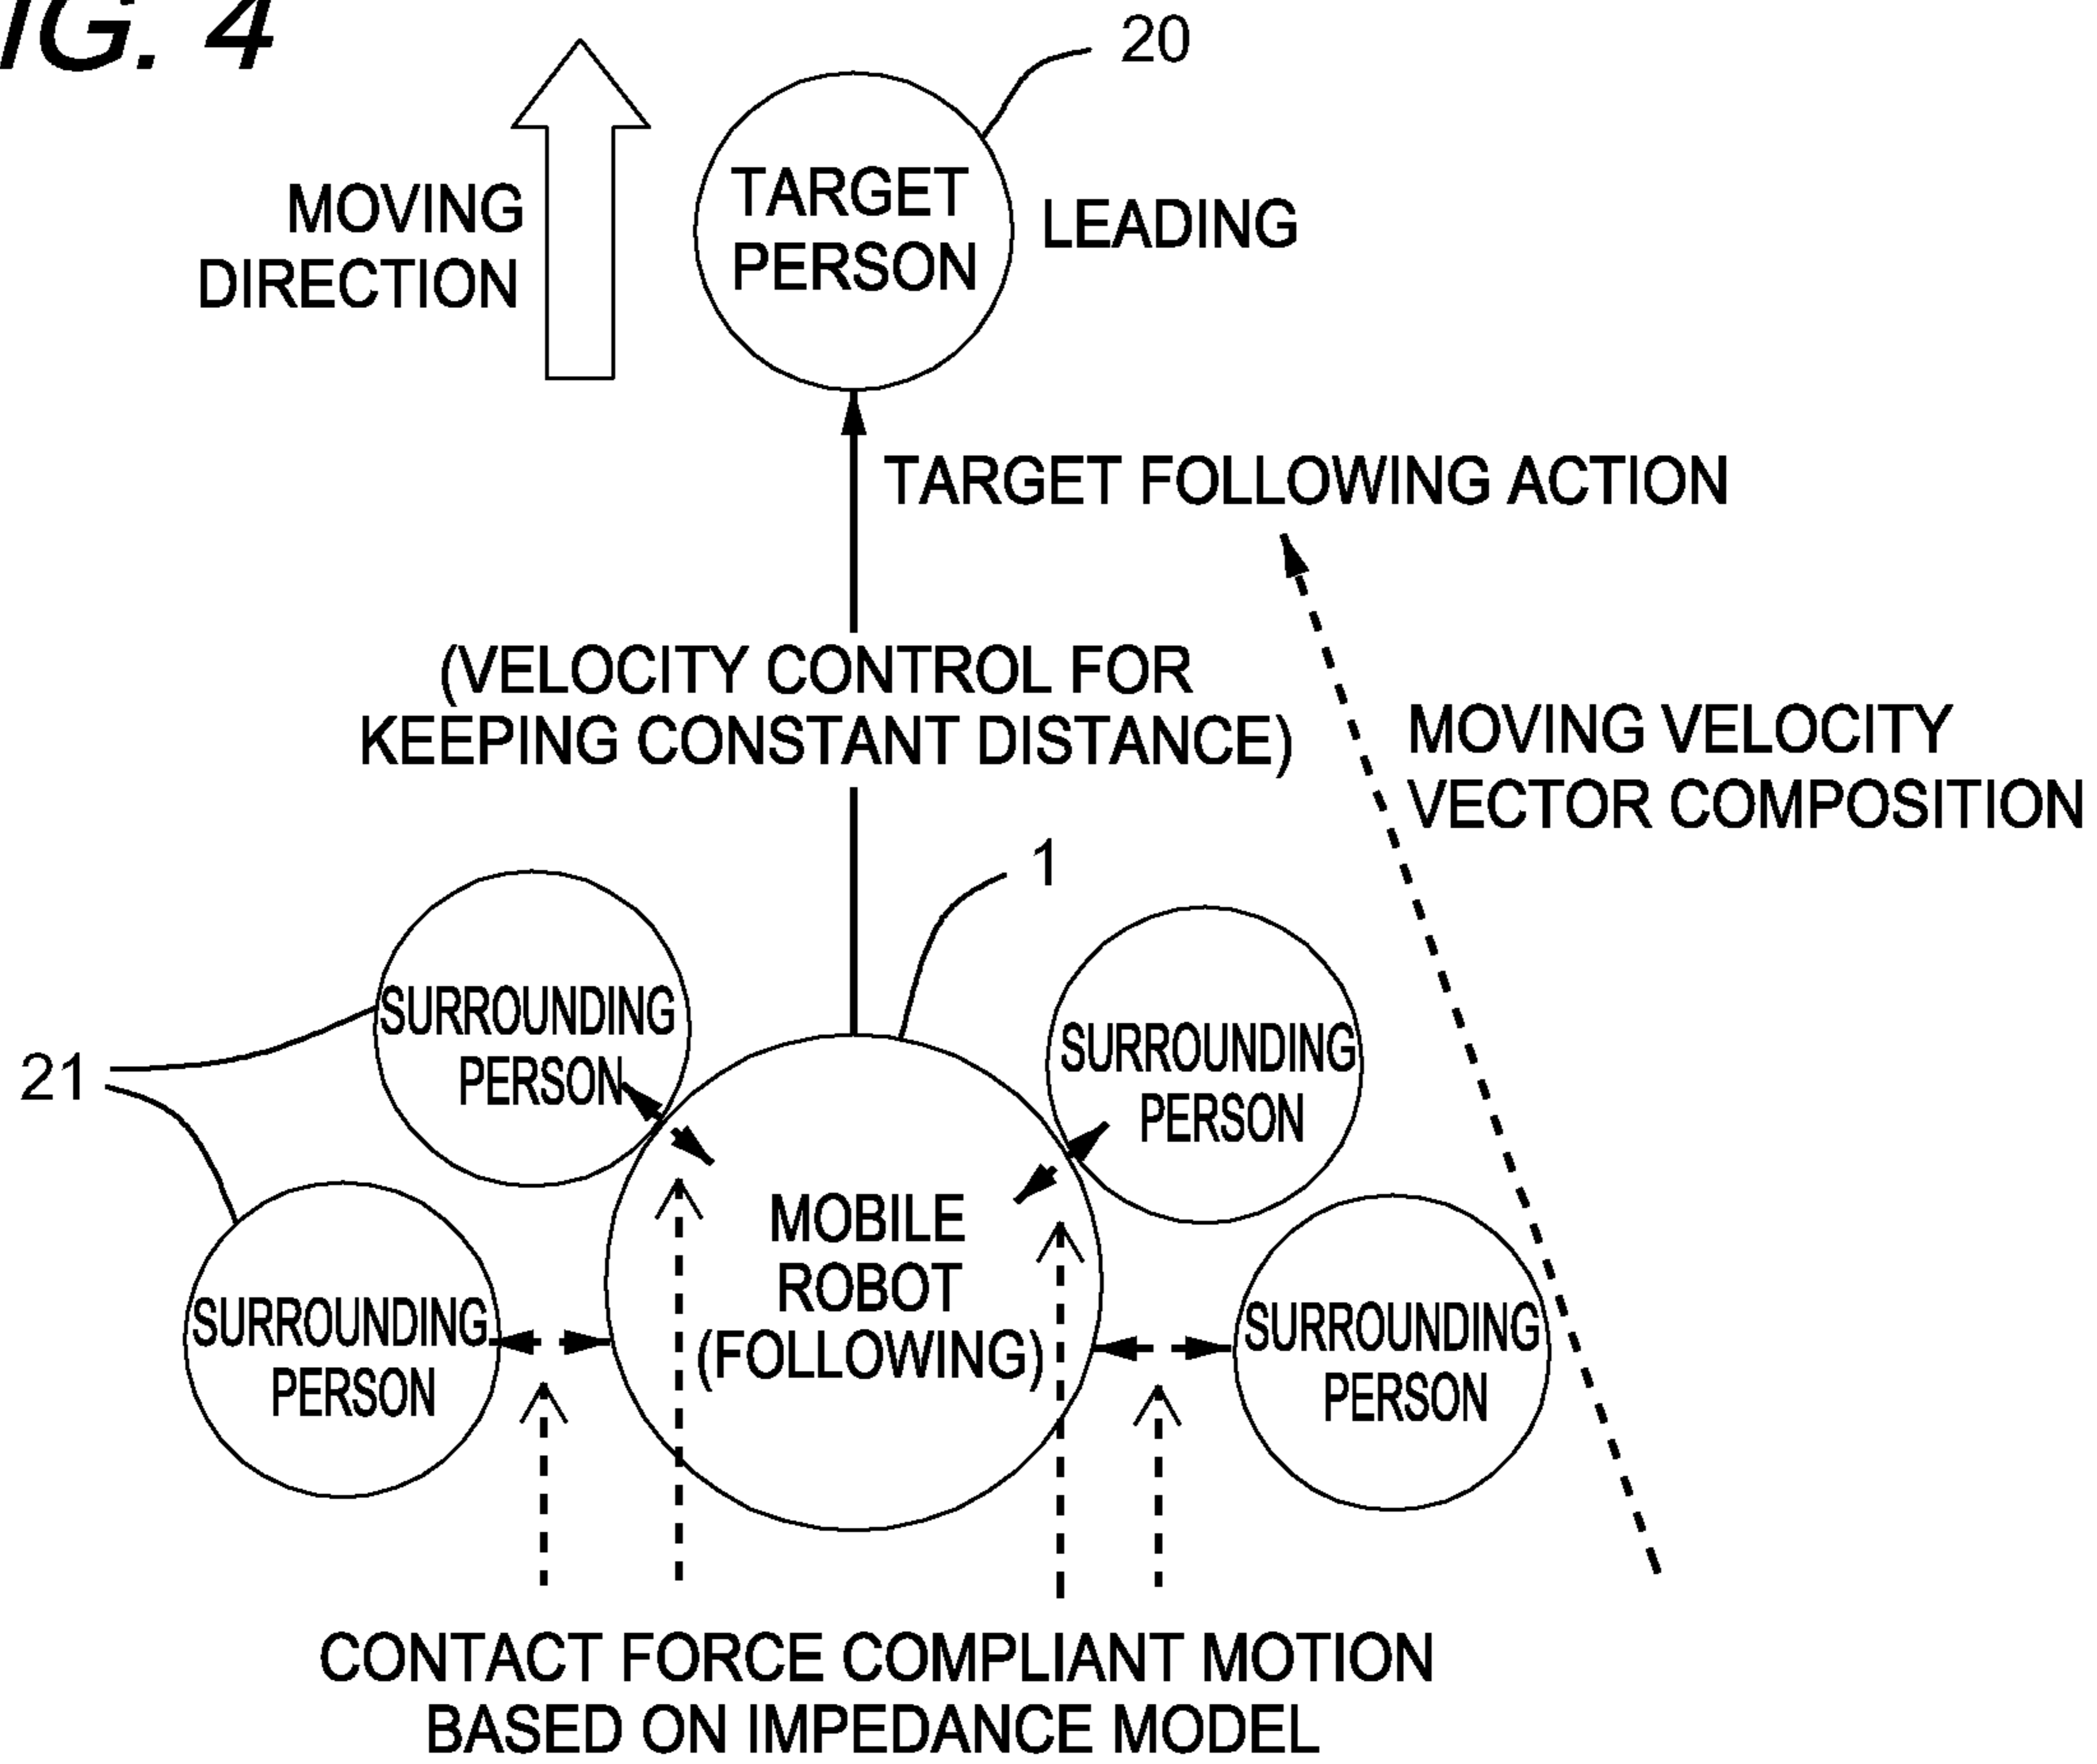 IG. 4
20
MOVING
DIRECTION
TARGET
PERSON
LEADING
TARGET FOLLOWING ACTION
(VELOCITY CONTROL FOR
KEEPING CONSTANT DISTANCE)
MOVING VELOCITY
VECTOR COMPOSITION
1
21
SURROUNDING
PERSON
SURROUNDING
PERSON
SURROUNDING
PERSON
MOBILE
ROBOT
(FOLLOWING)
SURROUNDING
PERSON
CONTACT FORCE COMPLIANT MOTION
BASED ON IMPEDANCE MODEL